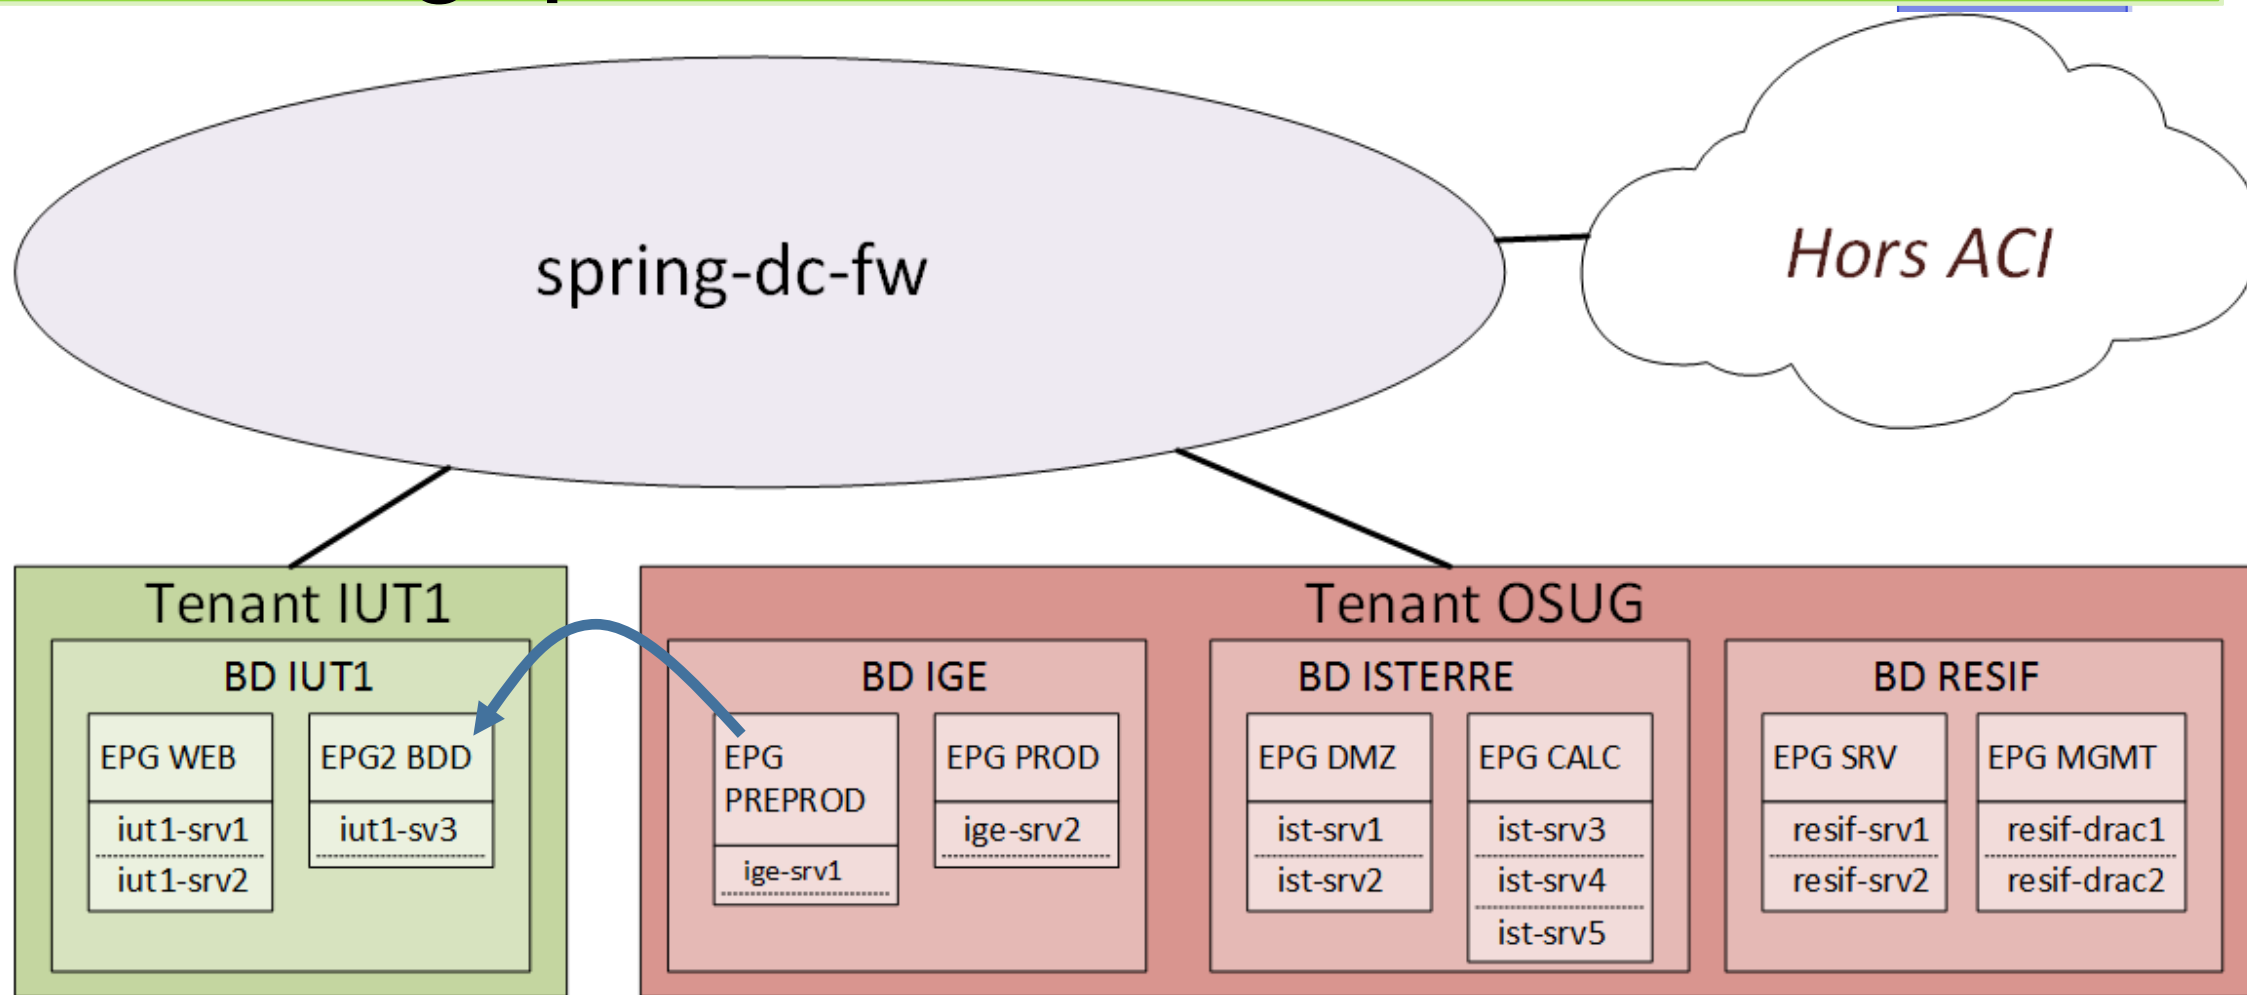 spring-dc-fw
Hors ACI
Tenant IUT1
BD IUT1
EPG WEB
iut1-srv1
iut1-srv2
EPG2 BDD
iut1-sv3
Tenant OSUG
BD IGE
EPG
PREPROD
ige-srv1
EPG PROD
ige-srv2
BD ISTERRE
EPG DMZ
ist-srv1
ist-srv2
EPG CALC
ist-srv3
ist-srv4
ist-srv5
BD RESIF
EPG SRV
resif-srv1
resif-srv2
EPG MGMT
resif-drac1
resif-drac2